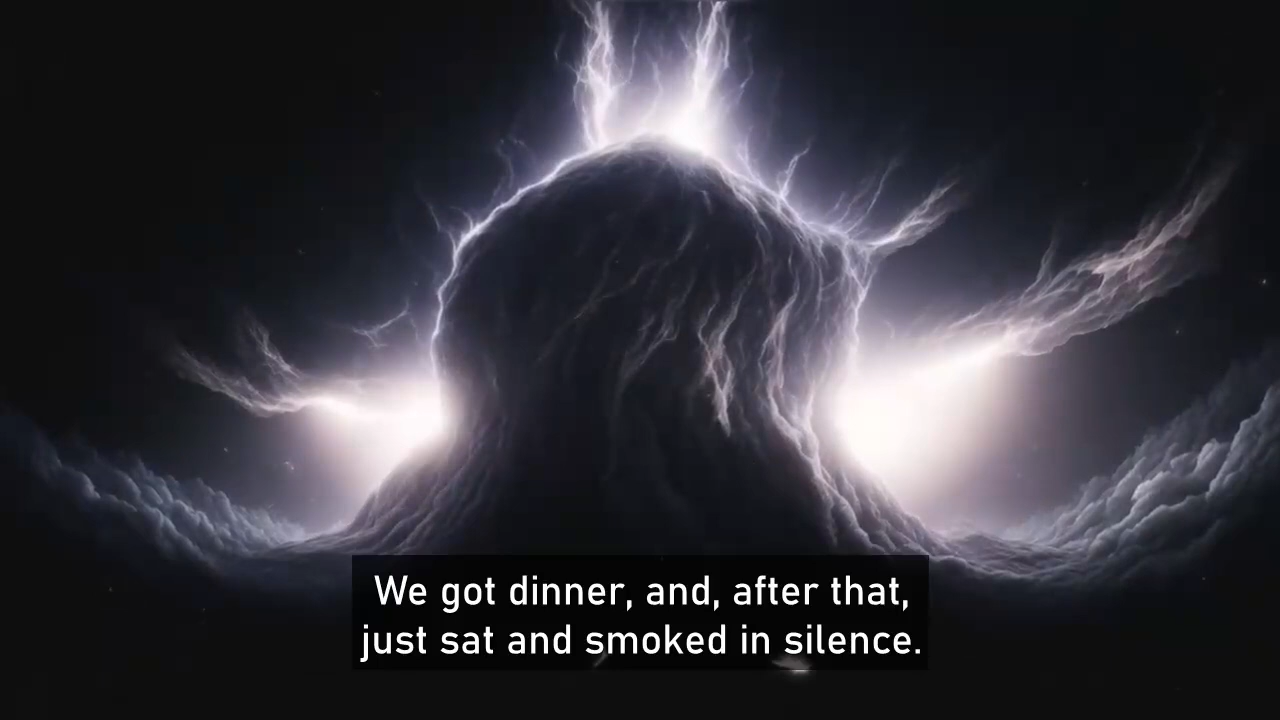 We got dinner, and, after that,
just sat and smoked in silence.